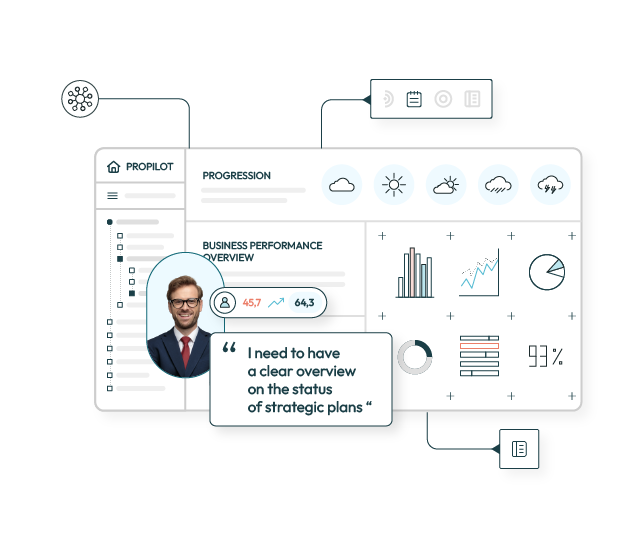 PROPILOT
PROGRESSION
BUSINESS PERFORMANCE
OVERVIEW
45,7 64,3
“ I need to have
a clear overview
on the status
of strategic plans “
93%